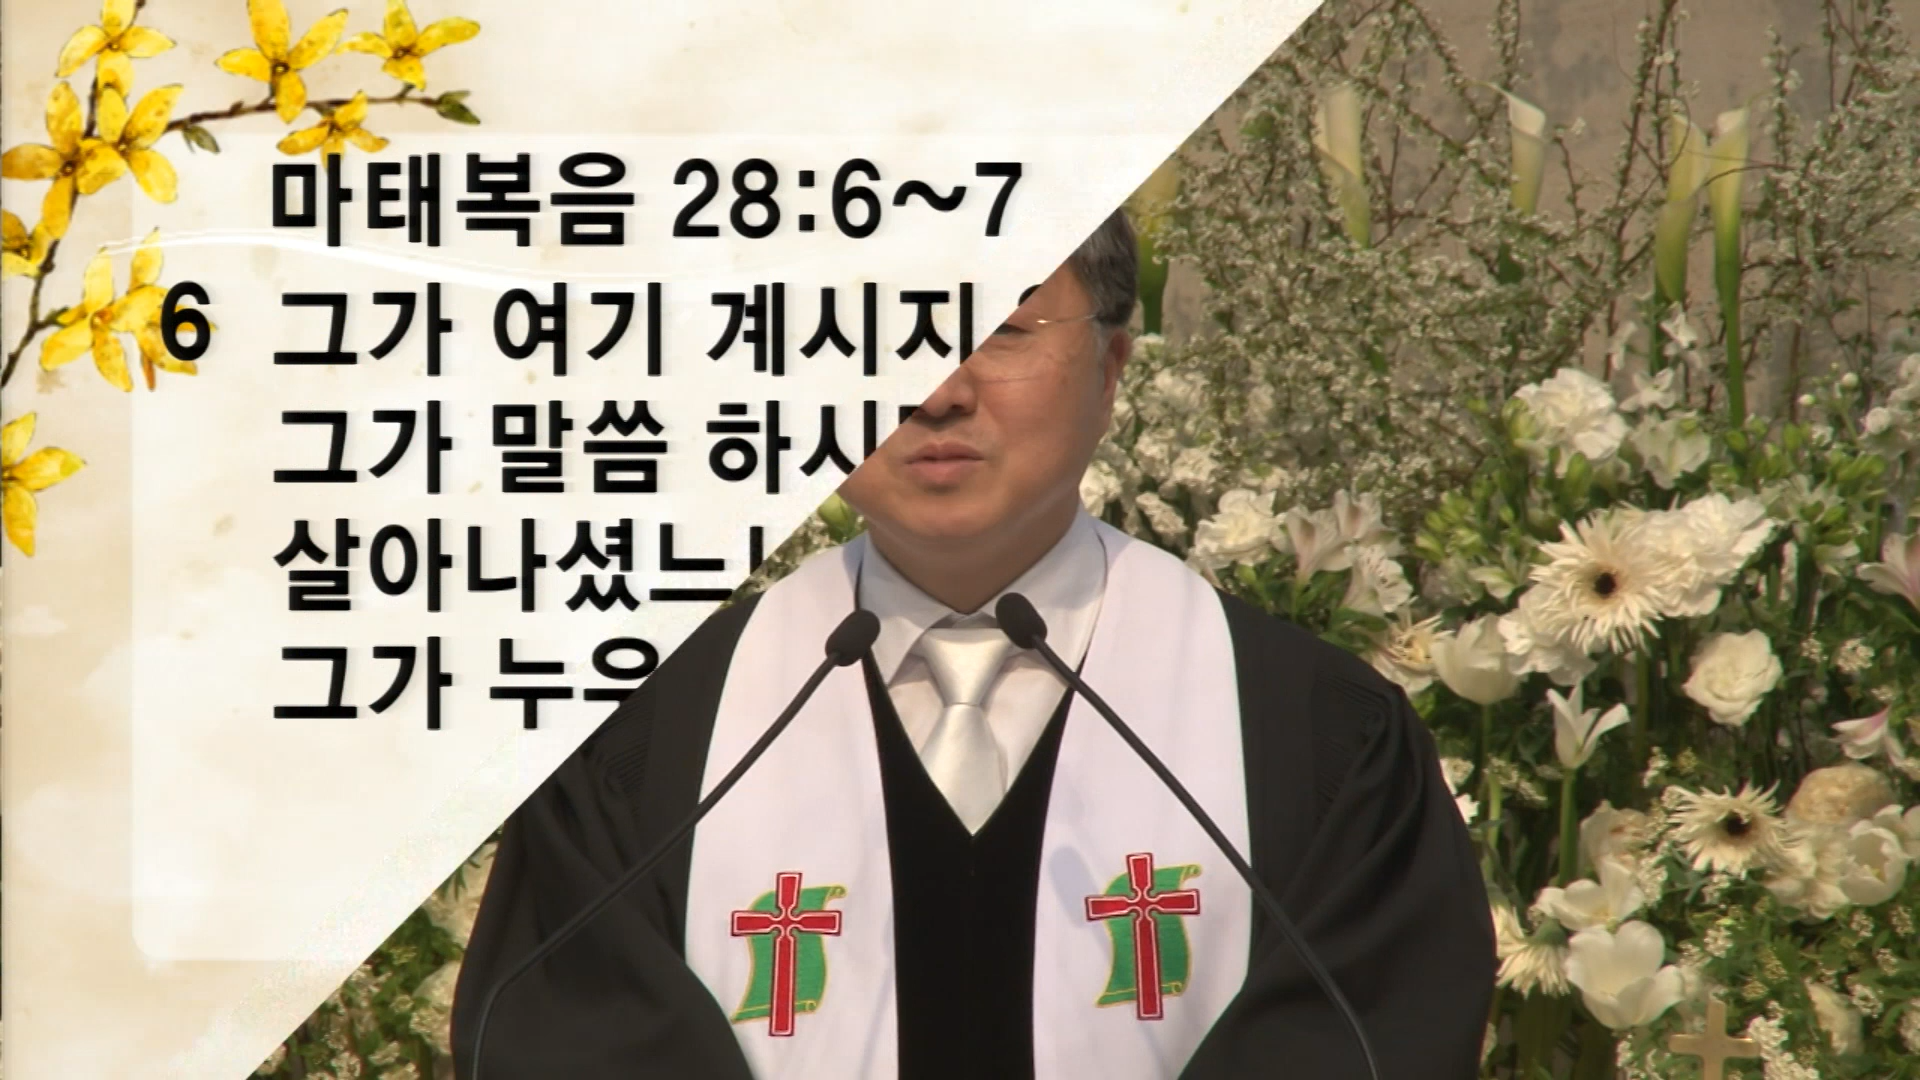 마태복음 28:6~7
6 그가 여기 계시지
그가 말씀 하시
살아나셨느
그가 누우